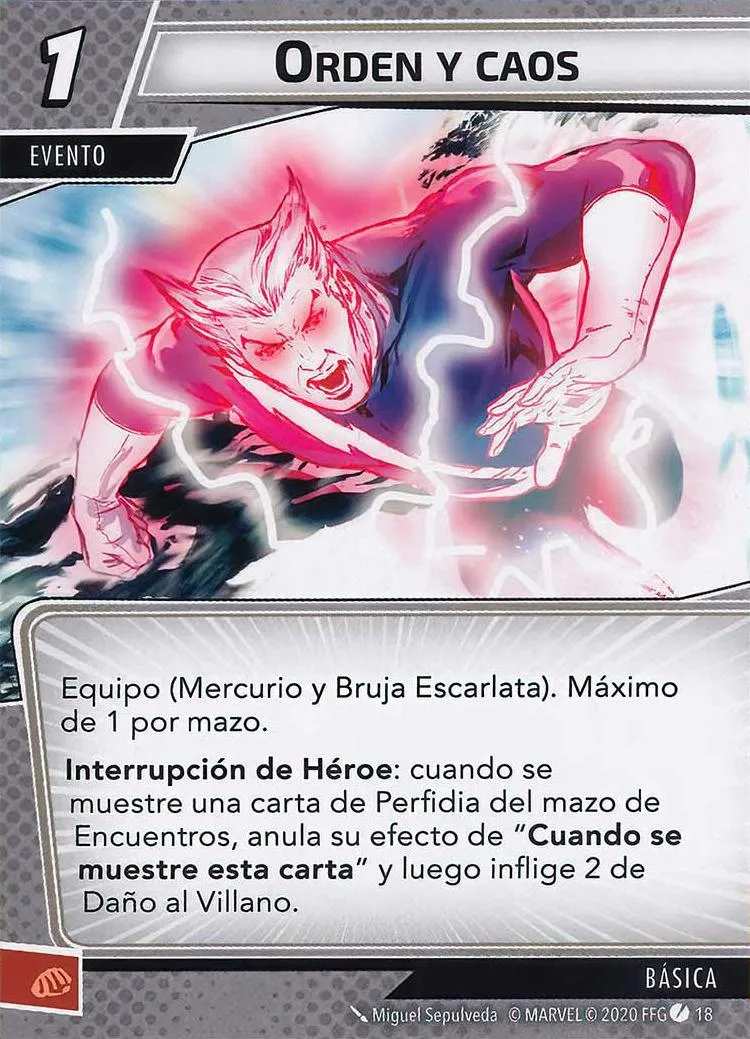 1
ORDEN Y CAOS
EVENTO
Equipo (Mercurio y Bruja Escarlata). Máximo
de 1 por mazo.
Interrupción de Héroe: cuando se
muestre una carta de Perfidia del mazo de
Encuentros, anula su efecto de "Cuando se
muestre esta carta" y luego inflige 2 de
Daño al Villano.
BÁSICA
Miguel Sepulveda © MARVEL © 2020 FFG 18